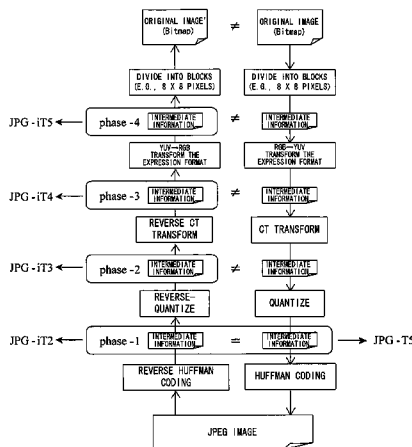 ORIGINAL IMAGE'
(Bitmap)
≠
ORIGINAL IMAGE
(Bitmap)
DIVIDE INTO BLOCKS
(E.G., 8 X 8 PIXELS)
DIVIDE INTO BLOCKS
(E.G., 8 X 8 PIXELS)
JPG-iT5
phase-4
INTERMEDIATE
INFORMATION
≠
INTERMEDIATE
INFORMATION
YUV→RGB
TRANSFORM THE
EXPRESSION FORMAT
RGB→YUV
TRANSFORM THE
EXPRESSION FORMAT
JPG-iT4
phase-3
INTERMEDIATE
INFORMATION
≠
INTERMEDIATE
INFORMATION
REVERSE CT
TRANSFORM
CT TRANSFORM
JPG-iT3
phase-2
INTERMEDIATE
INFORMATION
≠
INTERMEDIATE
INFORMATION
REVERSE-
QUANTIZE
QUANTIZE
JPG-iT2
phase-1
INTERMEDIATE
INFORMATION
=
INTERMEDIATE
INFORMATION
JPG-T5
REVERSE HUFFMAN
CODING
HUFFMAN CODING
JPEG IMAGE